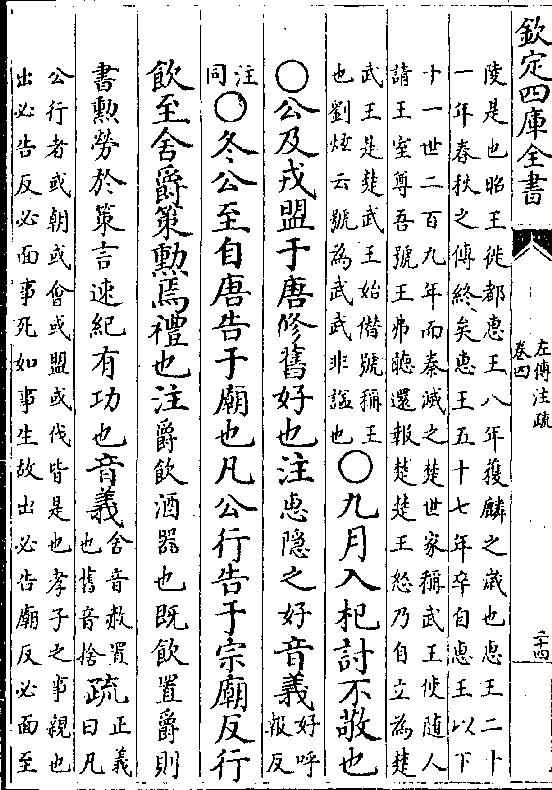 欽定四庫全書
左傳注疏
卷四
二十四
陵是也昭王徙都惠王八年獲麟之歲也惠王二十
一年春秋之傳終矣惠王五十七年卒自惠王以下
十一世二百九年而秦滅之楚世家稱武王使隨人
請王室尊吾號王弗聽還報楚楚王怒乃自立為楚
武王是楚武王始僭號稱王
也劉炫云號為武武非諡也
○九月入杞討不敬也
○公及戎盟于唐修舊好也注惠隠之好音義好呼
報反
注
同○冬公至自唐告于廟也凡公行告于宗廟反行
飲至舍爵策勲焉禮也注爵飲酒器也既飲置爵則
書勲勞於策言速紀有功也音義舍音赦置
也舊音捨疏正義
曰凡
公行者或朝或會或盟或伐皆是也孝子之事親也
出必告反必面事死如事生故出必告廟反必面至